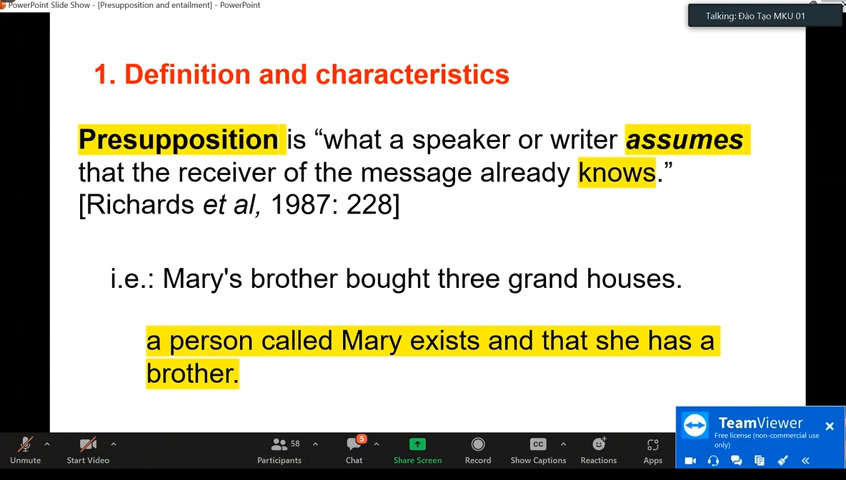 PowerPoint Slide Show - [Presupposition and entailment] - PowerPoint
Talking: Đào Tạo MKU 01
1. Definition and characteristics
Presupposition is “what a speaker or writer assumes
that the receiver of the message already knows.”
[Richards et al, 1987: 228]
i.e.: Mary's brother bought three grand houses.
a person called Mary exists and that she has a
brother.
TeamViewer
Free license (non-commercial use
only)
58
5
CC
Unmute
Start Video
Participants
Chat
Share Screen
Record
Show Captions
Reactions
Apps